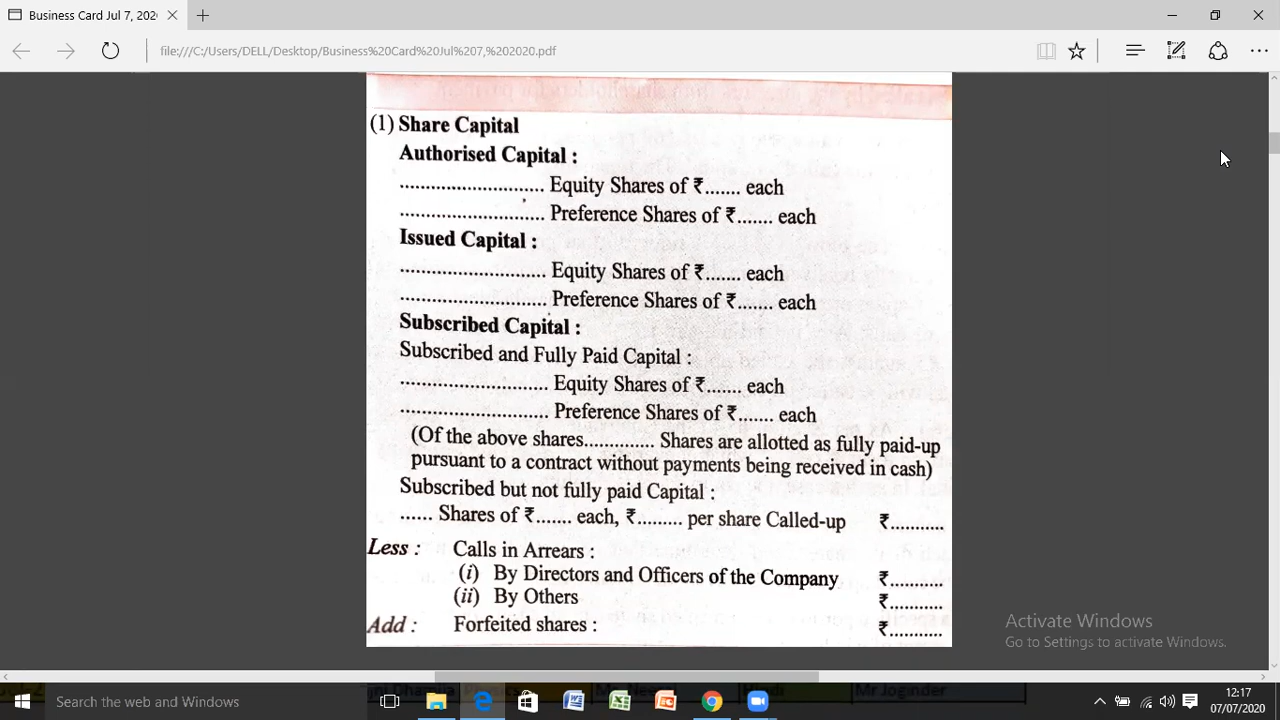 Business Card Jul 7, 202
file:///C:/Users/DELL/Desktop/Business%20Card%20Jul%207,%202020.pdf
(1) Share Capital
Authorised Capital :
............................ Equity Shares of ₹....... each
............................ Preference Shares of ₹....... each
Issued Capital :
............................ Equity Shares of ₹....... each
............................ Preference Shares of ₹....... each
Subscribed Capital :
Subscribed and Fully Paid Capital :
............................ Equity Shares of ₹....... each
............................ Preference Shares of ₹....... each
(Of the above shares............. Shares are allotted as fully paid-up
pursuant to a contract without payments being received in cash)
Subscribed but not fully paid Capital :
...... Shares of ₹....... each, ₹......... per share Called-up ₹...........
Less : Calls in Arrears :
(i) By Directors and Officers of the Company ₹...........
(ii) By Others ₹...........
Add : Forfeited shares : ₹...........
Activate Windows
Go to Settings to activate Windows.
Mr Joginder
Search the web and Windows
12:17
07/07/2020